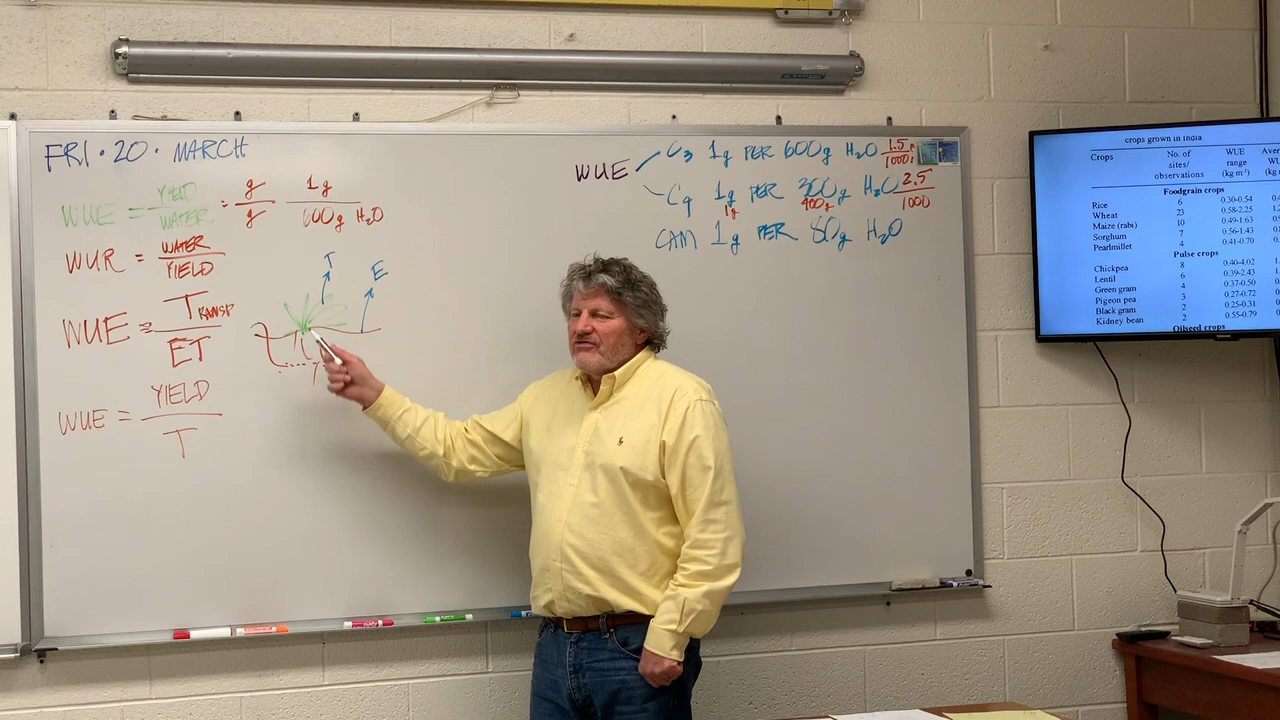 FRI · 20 · MARCH
WUE = YIELD / WATER = g / g 1g / 600g H2O
WUR = WATER / YIELD
WUE = TRANSP / ET
WUE = YIELD / T
T E
WUE
C3 1g PER 600g H2O 1.5 / 1000
C4 1g PER 300g H2O 2.5 / 1000
1g 400g
CAM 1g PER 80g H2O
crops grown in India
Crops No. of sites/ observations WUE range (kg m-3)
Foodgrain crops
Rice 6 0.30-0.54
Wheat 23 0.58-2.25
Maize (rabi) 10 0.49-1.63
Sorghum 7 0.56-1.43
Pearlmillet 4 0.41-0.70
Pulse crops
Chickpea 8 0.40-4.02
Lentil 6 0.39-2.43
Green gram 4 0.37-0.50
Pigeon pea 3 0.27-0.72
Black gram 2 0.25-0.31
Kidney bean 2 0.55-0.79
Oilseed crops